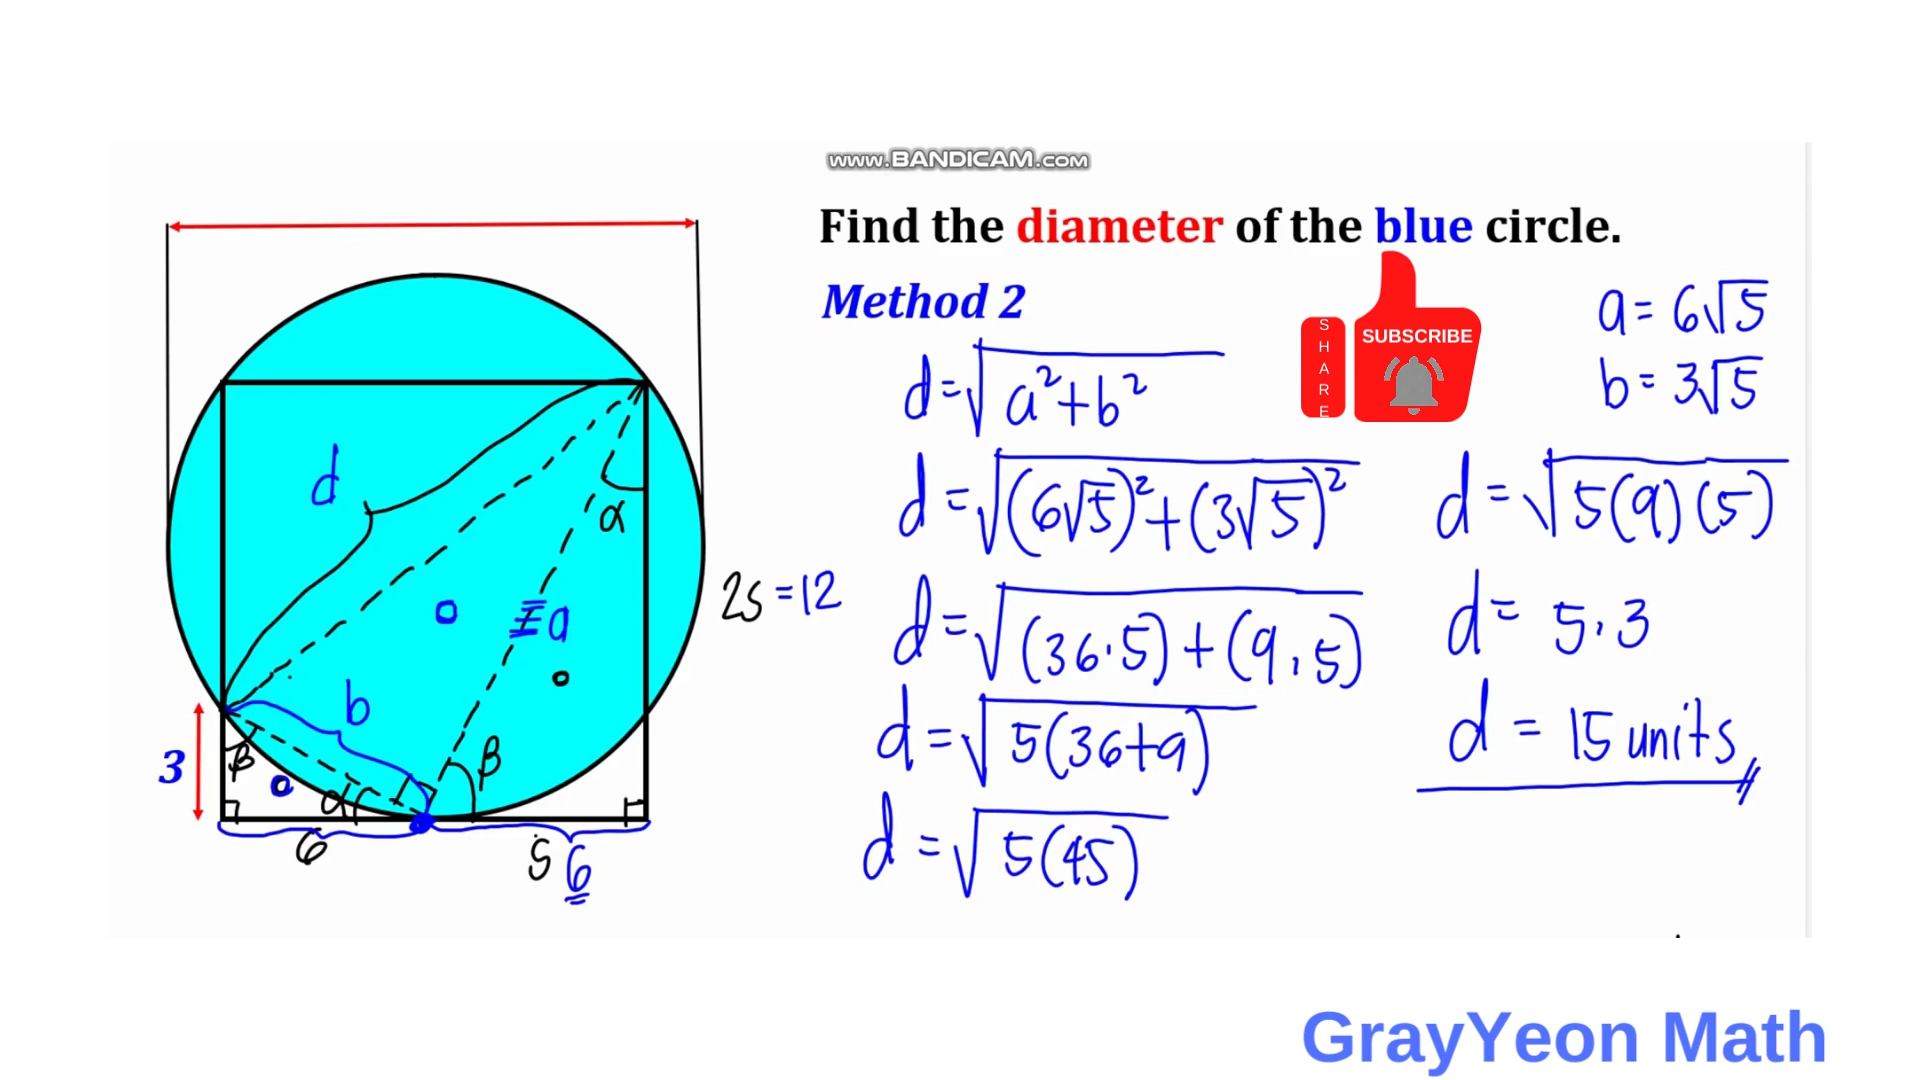 www.BANDICAM.com
Find the diameter of the blue circle.
Method 2
SHARE
SUBSCRIBE
a = 6√5
b = 3√5
d = √(a² + b²)
d = √((6√5)² + (3√5)²)
d = √((36·5) + (9·5))
d = √(5(36+9))
d = √(5(45))
d = √(5(9)(5))
d = 5·3
d = 15 units
d
α
2s = 12
a
b
β
β
3
α
6
s
6
GrayYeon Math